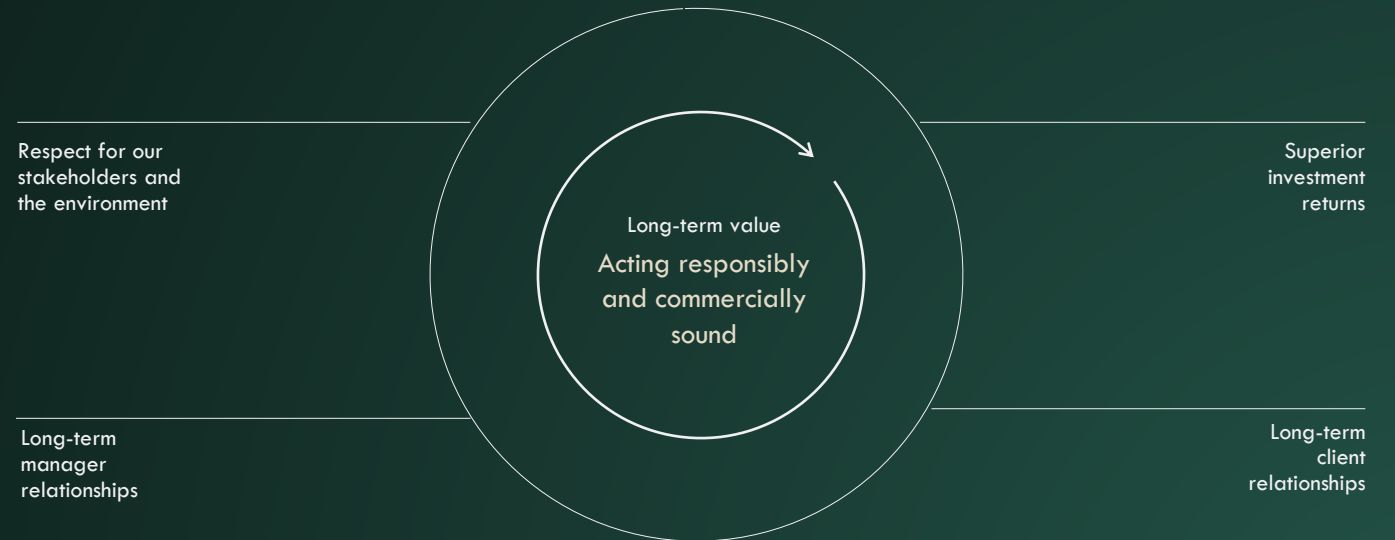 Respect for our
stakeholders and
the environment
Superior
investment
returns
Long-term value
Acting responsibly
and commercially
sound
Long-term
manager
relationships
Long-term
client
relationships